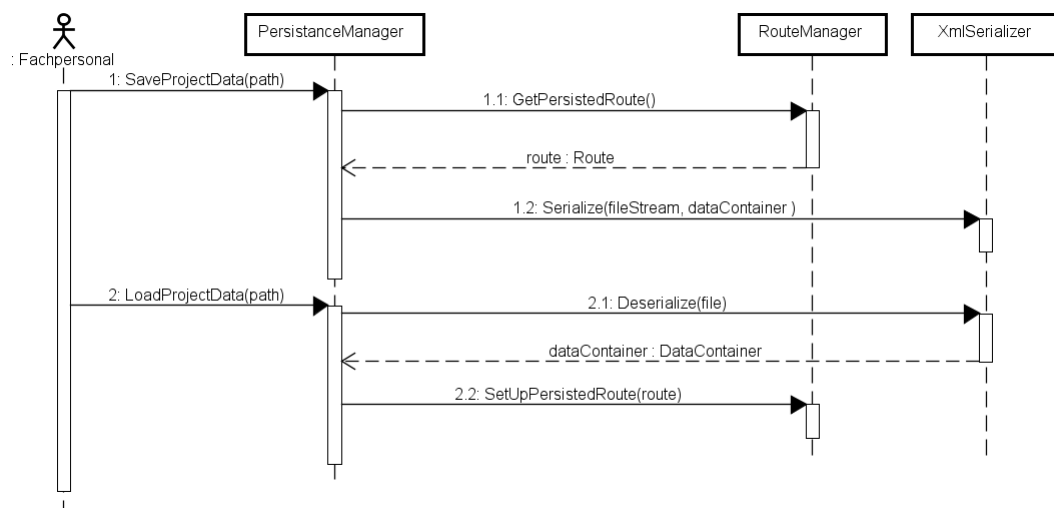 PersistanceManager
RouteManager
XmlSerializer
: Fachpersonal
1: SaveProjectData(path)
1.1: GetPersistedRoute()
route : Route
1.2: Serialize(fileStream, dataContainer )
2: LoadProjectData(path)
2.1: Deserialize(file)
dataContainer : DataContainer
2.2: SetUpPersistedRoute(route)